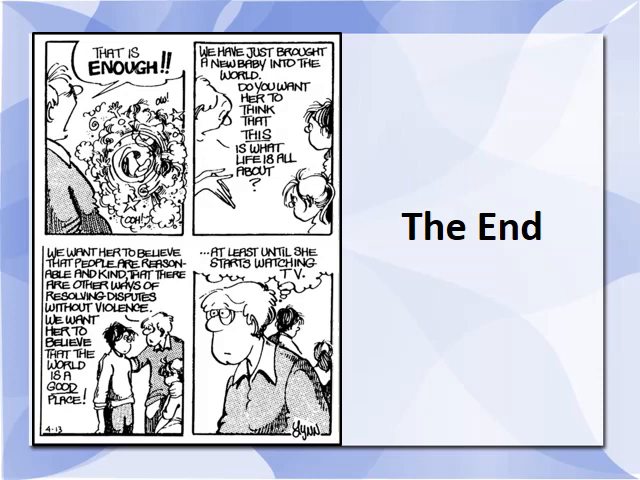 THAT IS
ENOUGH!!
OW!
OOH!
WE HAVE JUST BROUGHT
A NEW BABY INTO THE
WORLD.
DO YOU WANT
HER TO
THINK
THAT
THIS
IS WHAT
LIFE IS ALL
ABOUT
?
WE WANT HER TO BELIEVE
THAT PEOPLE ARE REASON-
ABLE AND KIND, THAT THERE
ARE OTHER WAYS OF
RESOLVING DISPUTES
WITHOUT VIOLENCE.
WE WANT
HER TO
BELIEVE
THAT THE
WORLD
IS A
GOOD
PLACE!
4-13
...AT LEAST UNTIL SHE
STARTS WATCHING
T V.
LYNN
The End